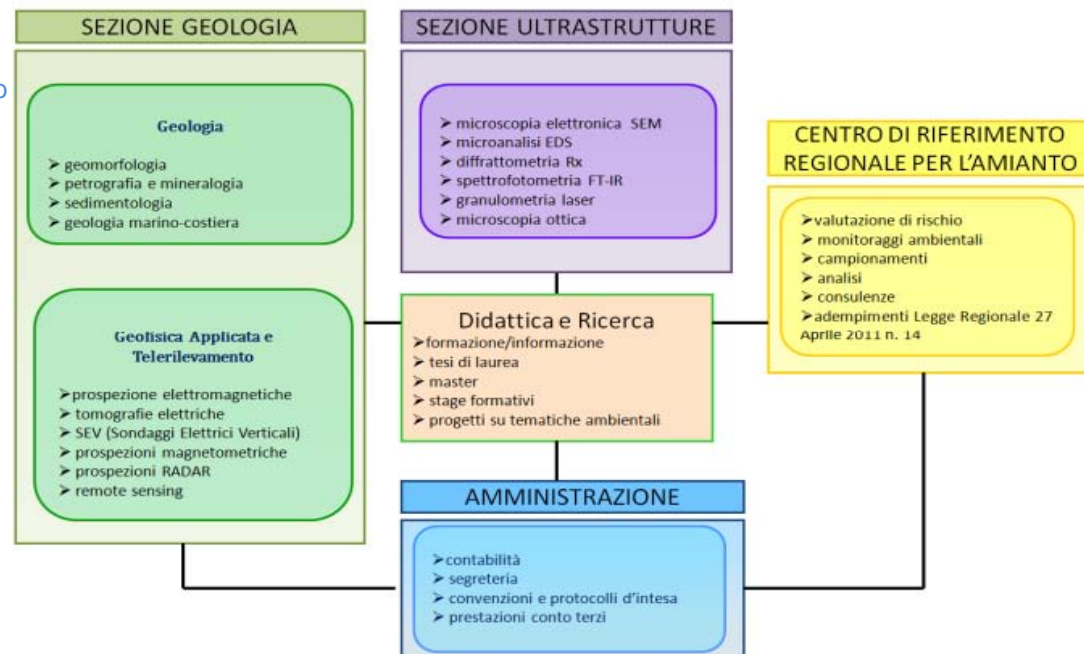 SEZIONE GEOLOGIA
o
Geologia
➢ geomorfologia
➢ petrografia e mineralogia
➢ sedimentologia
➢ geologia marino-costiera
Geofisica Applicata e
Telerilevamento
➢prospezione elettromagnetiche
➢ tomografie elettriche
➢ SEV (Sondaggi Elettrici Verticali)
➢ prospezioni magnetometriche
➢ prospezioni RADAR
➢ remote sensing
SEZIONE ULTRASTRUTTURE
➢ microscopia elettronica SEM
➢ microanalisi EDS
➢ diffrattometria Rx
➢ spettrofotometria FT-IR
➢ granulometria laser
➢ microscopia ottica
CENTRO DI RIFERIMENTO
REGIONALE PER L'AMIANTO
➢valutazione di rischio
➢ monitoraggi ambientali
➢ campionamenti
➢ analisi
➢ consulenze
➢adempimenti Legge Regionale 27
Aprile 2011 n. 14
Didattica e Ricerca
➢formazione/informazione
➢ tesi di laurea
➢ master
➢ stage formativi
➢ progetti su tematiche ambientali
AMMINISTRAZIONE
➢contabilità
➢ segreteria
➢ convenzioni e protocolli d'intesa
➢ prestazioni conto terzi